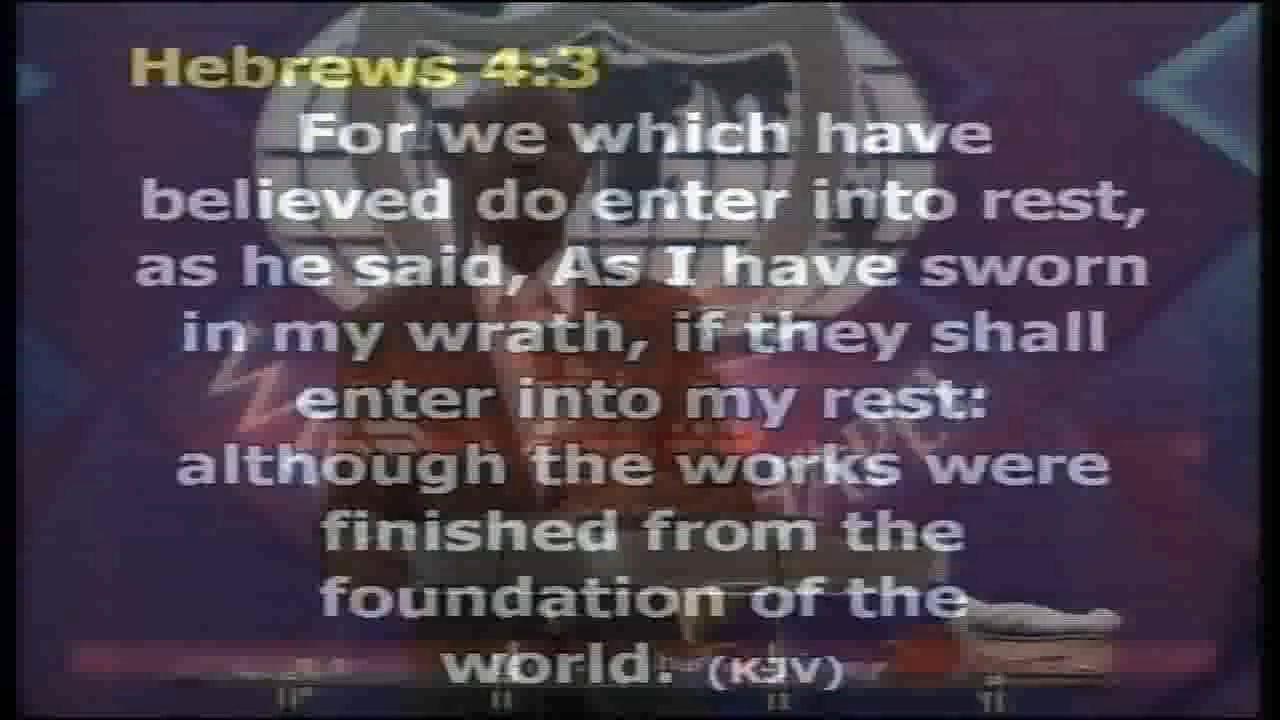 Hebrews 4:3
For we which have
believed do enter into rest,
as he said, As I have sworn
in my wrath, if they shall
enter into my rest:
although the works were
finished from the
foundation of the
world. (KJV)